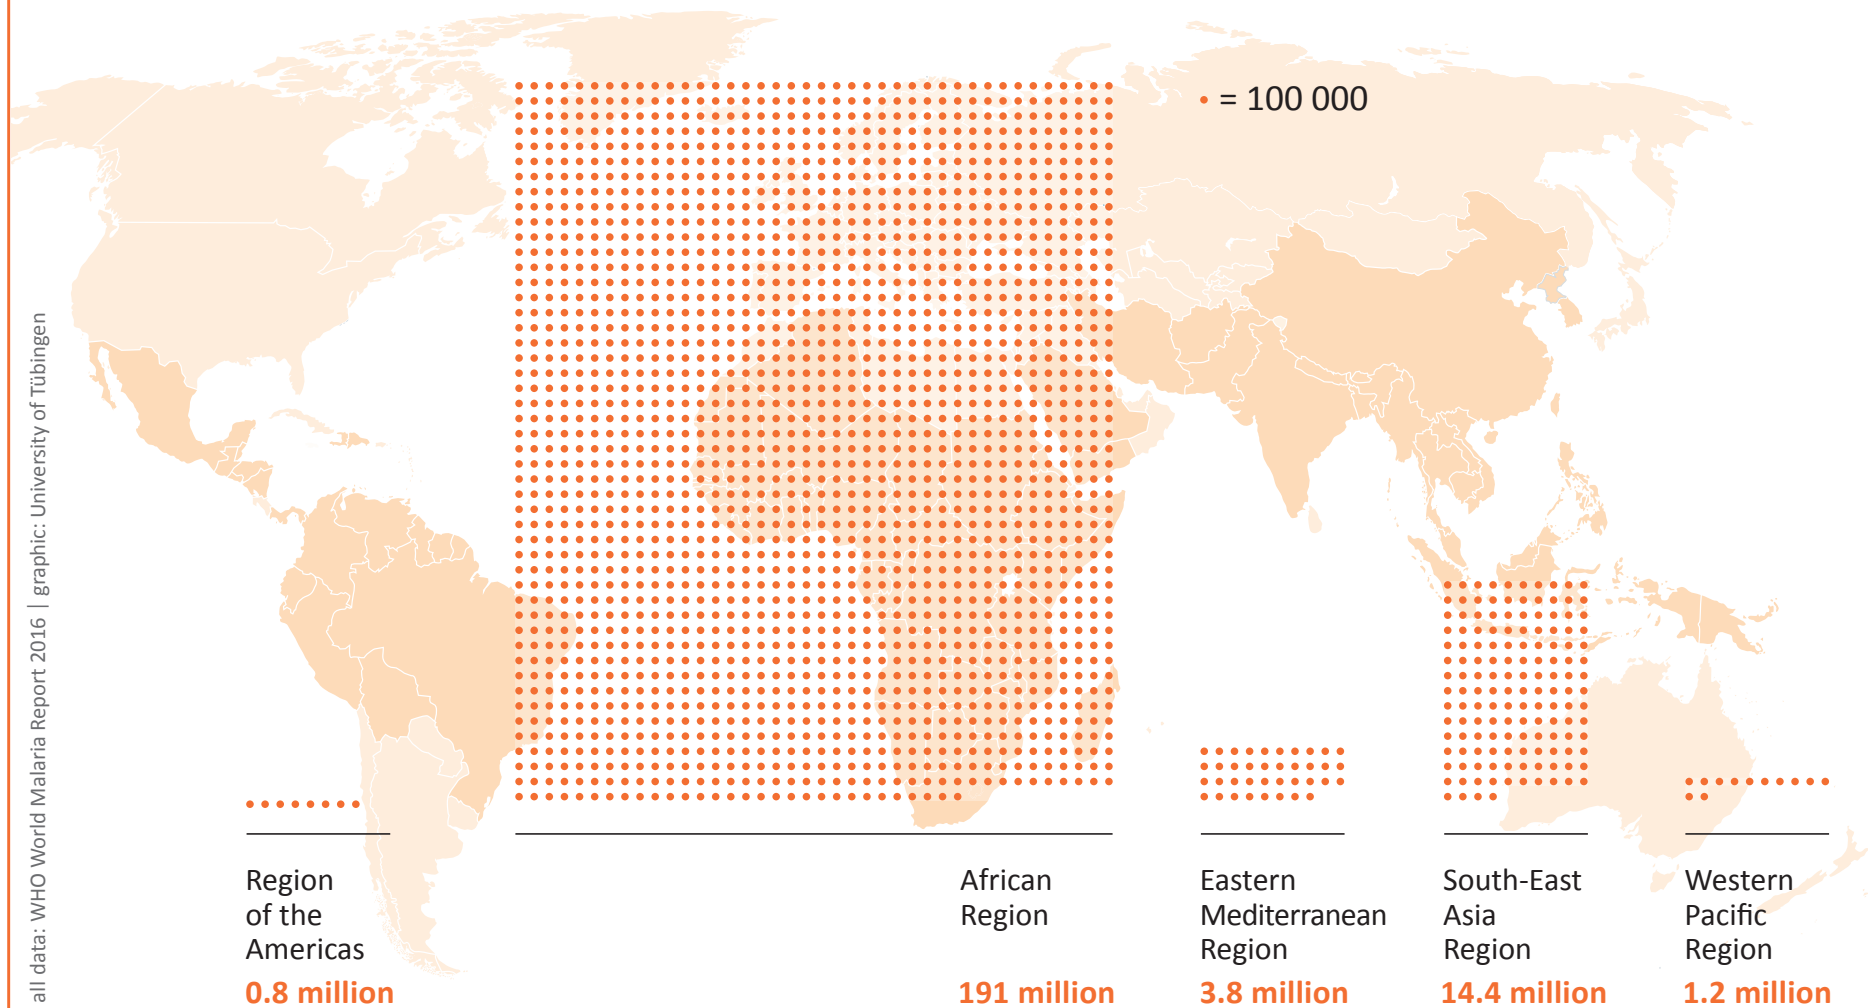 • = 100 000
all data: WHO World Malaria Report 2016 | graphic: University of Tübingen
Region
of the
Americas
0.8 million
African
Region
191 million
Eastern
Mediterranean
Region
3.8 million
South-East
Asia
Region
14.4 million
Western
Pacific
Region
1.2 million